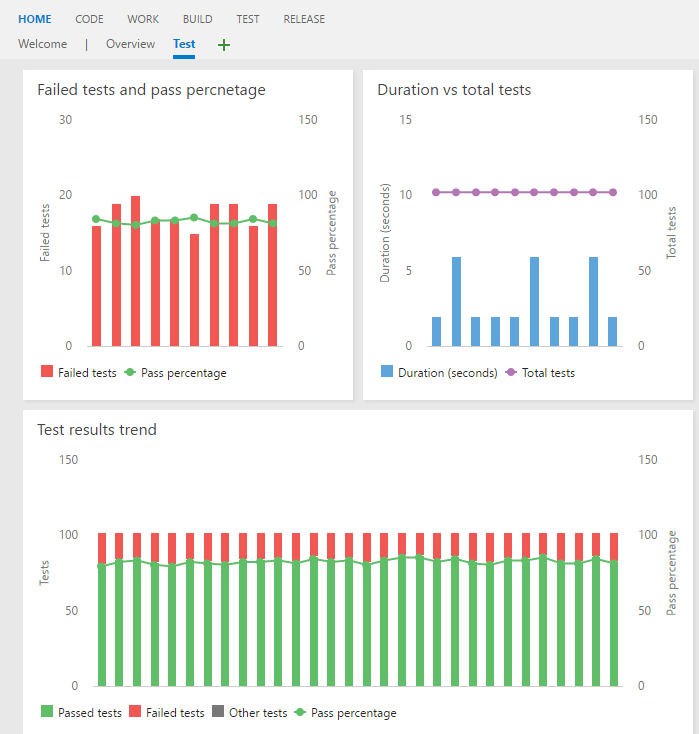 HOME CODE WORK BUILD TEST RELEASE
Welcome | Overview Test +
Failed tests and pass percnetage
30 150
20 100
10 50
0 0
Failed tests
Pass percentage
Failed tests Pass percentage
Duration vs total tests
15 150
10 100
5 50
0 0
Duration (seconds)
Total tests
Duration (seconds) Total tests
Test results trend
150 150
100 100
50 50
0 0
Tests
Pass percentage
Passed tests Failed tests Other tests Pass percentage